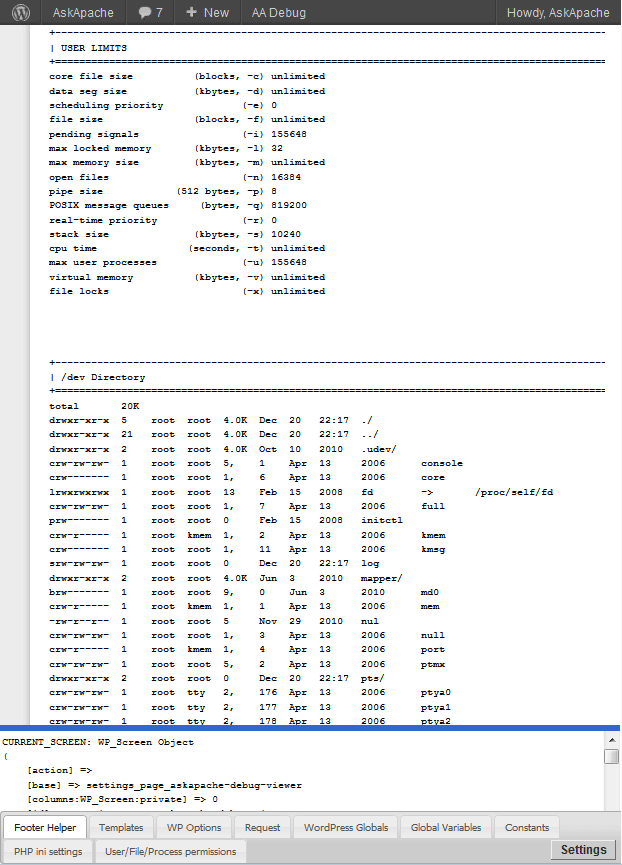 AskApache 7 New AA Debug Howdy, AskApache
+--------------------------------------------------------------------------------------------
| USER LIMITS
+============================================================================================
core file size (blocks, -c) unlimited
data seg size (kbytes, -d) unlimited
scheduling priority (-e) 0
file size (blocks, -f) unlimited
pending signals (-i) 155648
max locked memory (kbytes, -l) 32
max memory size (kbytes, -m) unlimited
open files (-n) 16384
pipe size (512 bytes, -p) 8
POSIX message queues (bytes, -q) 819200
real-time priority (-r) 0
stack size (kbytes, -s) 10240
cpu time (seconds, -t) unlimited
max user processes (-u) 155648
virtual memory (kbytes, -v) unlimited
file locks (-x) unlimited
+--------------------------------------------------------------------------------------------
| /dev Directory
+============================================================================================
total 20K
drwxr-xr-x 5 root root 4.0K Dec 20 22:17 ./
drwxr-xr-x 21 root root 4.0K Dec 20 22:17 ../
drwxr-xr-x 2 root root 4.0K Oct 10 2010 .udev/
crw-rw-rw- 1 root root 5, 1 Apr 13 2006 console
crw------- 1 root root 1, 6 Apr 13 2006 core
lrwxrwxrwx 1 root root 13 Feb 15 2008 fd -> /proc/self/fd
crw-rw-rw- 1 root root 1, 7 Apr 13 2006 full
prw------- 1 root root 0 Feb 15 2008 initctl
crw-r----- 1 root kmem 1, 2 Apr 13 2006 kmem
crw------- 1 root root 1, 11 Apr 13 2006 kmsg
srw-rw-rw- 1 root root 0 Dec 20 22:17 log
drwxr-xr-x 2 root root 4.0K Jun 3 2010 mapper/
brw------- 1 root root 9, 0 Jun 3 2010 md0
crw-r----- 1 root kmem 1, 1 Apr 13 2006 mem
-rw-r--r-- 1 root root 5 Nov 29 2010 nul
crw-rw-rw- 1 root root 1, 3 Apr 13 2006 null
crw-r----- 1 root kmem 1, 4 Apr 13 2006 port
crw-rw-rw- 1 root root 5, 2 Apr 13 2006 ptmx
drwxr-xr-x 2 root root 0 Dec 20 22:17 pts/
crw-rw-rw- 1 root tty 2, 176 Apr 13 2006 ptya0
crw-rw-rw- 1 root tty 2, 177 Apr 13 2006 ptya1
crw-rw-rw- 1 root tty 2, 178 Apr 13 2006 ptya2
CURRENT_SCREEN: WP_Screen Object
(
[action] =>
[base] => settings_page_askapache-debug-viewer
[columns:WP_Screen:private] => 0
Footer Helper Templates WP Options Request WordPress Globals Global Variables Constants
PHP ini settings User/File/Process permissions Settings